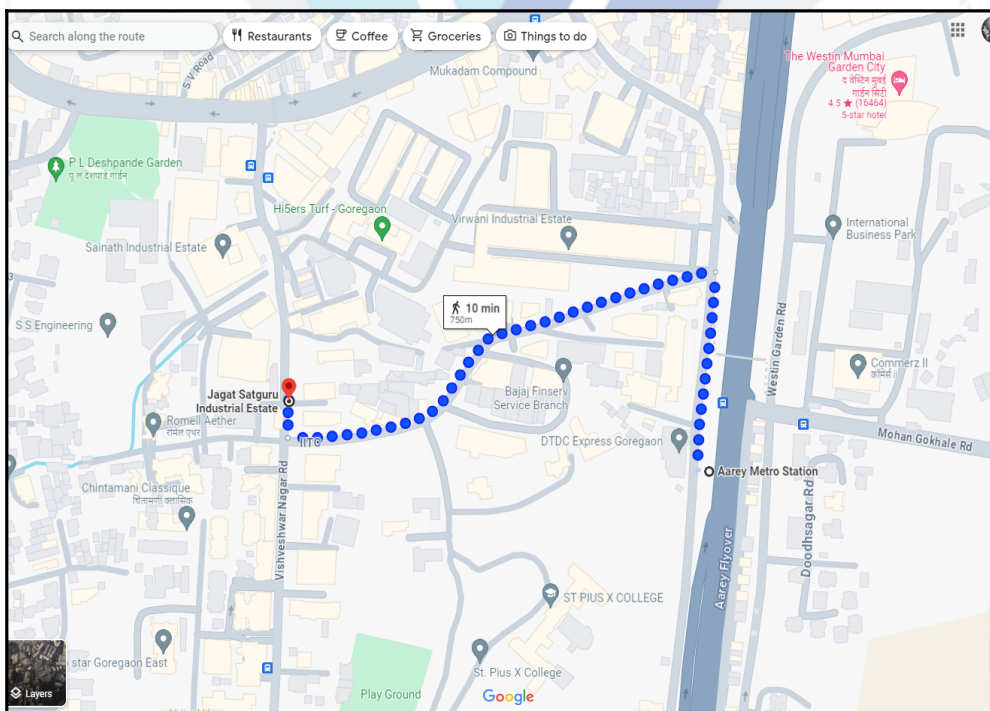 Search along the route
Restaurants
Coffee
Groceries
Things to do
S V Road
Mukadam Compound
The Westin Mumbai
Garden City
द वेस्टिन मुंबई
गार्डन सिटी
4.5 ★ (16464)
5-star hotel
P L Deshpande Garden
पु ल देशपांडे गार्डन
Hi5ers Turf - Goregaon
Virwani Industrial Estate
International
Business Park
Sainath Industrial Estate
10 min
750m
S S Engineering
Westin Garden Rd
Commerz II
Jagat Satguru
Industrial Estate
Bajaj Finserv
Service Branch
Romell Aether
रोमेल एथर
IITC
DTDC Express Goregaon
Mohan Gokhale Rd
Aarey Metro Station
Chintamani Classique
चिंतामणी क्लासिक
Vishveshwar Nagar Rd
Doodhsagar Rd
Aarey Flyover
ST PIUS X COLLEGE
star Goregaon East
St. Pius X College
Layers
Play Ground
Google